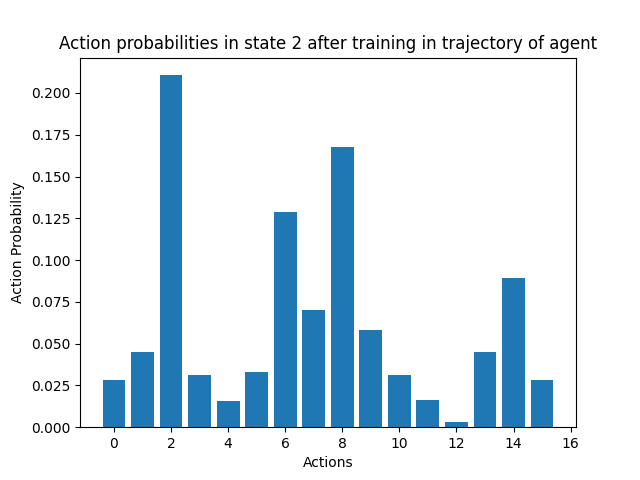 Action probabilities in state 2 after training in trajectory of agent
0.200
0.175
0.150
0.125
0.100
0.075
0.050
0.025
0.000
Action Probability
0 2 4 6 8 10 12 14 16
Actions